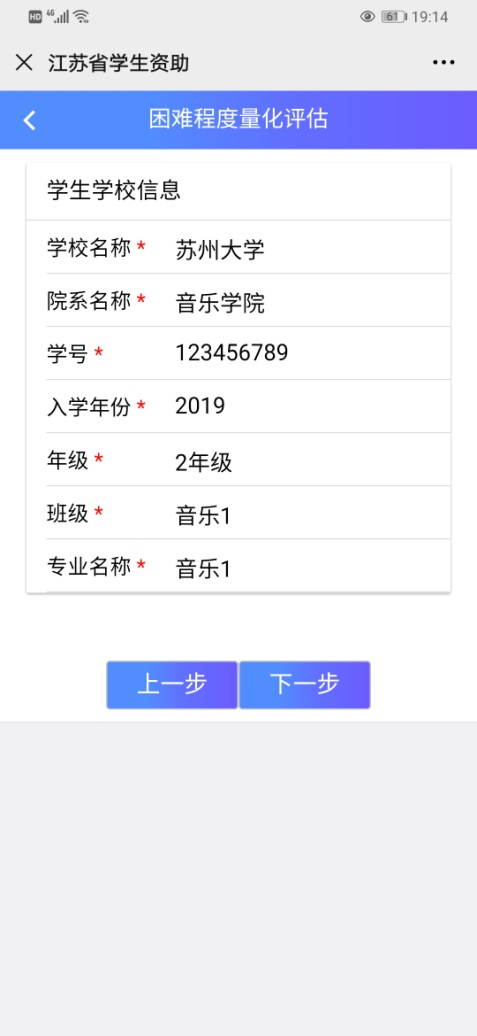 HD 4G 61 19:14
江苏省学生资助
困难程度量化评估
学生学校信息
学校名称 * 苏州大学
院系名称 * 音乐学院
学号 * 123456789
入学年份 * 2019
年级 * 2年级
班级 * 音乐1
专业名称 * 音乐1
上一步 下一步